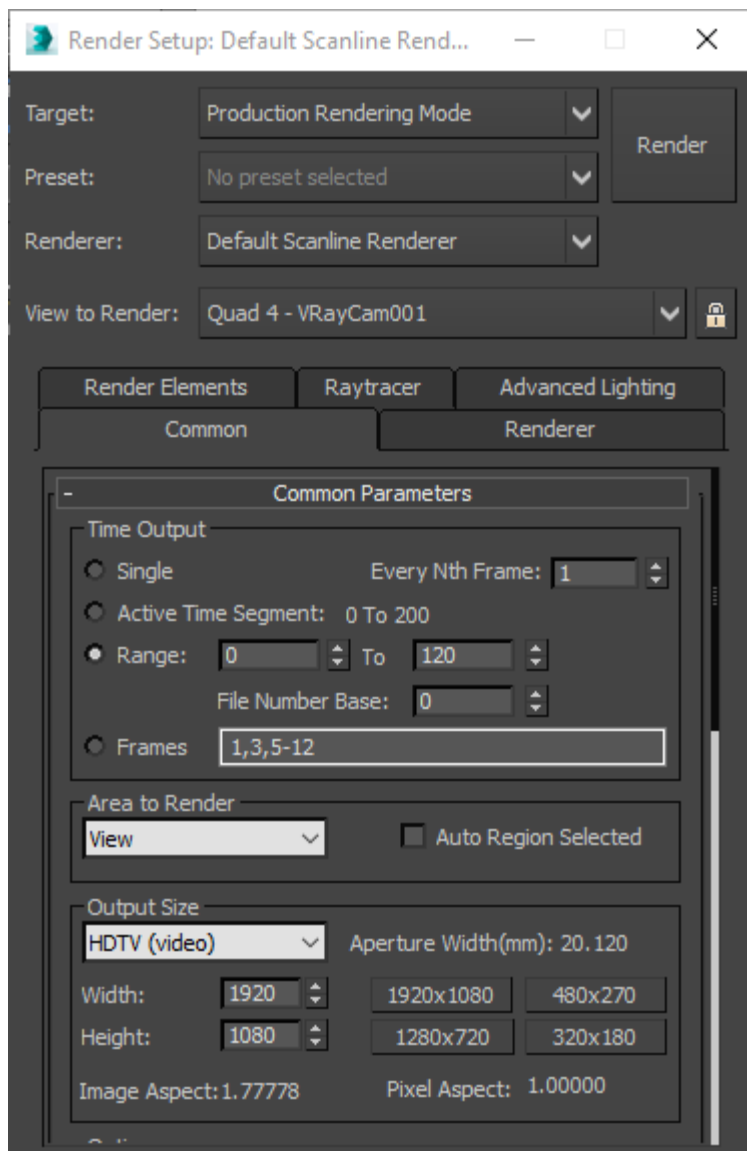 Render Setup: Default Scanline Rend...
Target: Production Rendering Mode
Render
Preset: No preset selected
Renderer: Default Scanline Renderer
View to Render: Quad 4 - VRayCam001
Render Elements Raytracer Advanced Lighting
Common Renderer
- Common Parameters
Time Output
Single Every Nth Frame: 1
Active Time Segment: 0 To 200
Range: 0 To 120
File Number Base: 0
Frames 1,3,5-12
Area to Render
View Auto Region Selected
Output Size
HDTV (video) Aperture Width(mm): 20.120
Width: 1920 1920x1080 480x270
Height: 1080 1280x720 320x180
Image Aspect:1.77778 Pixel Aspect: 1.00000